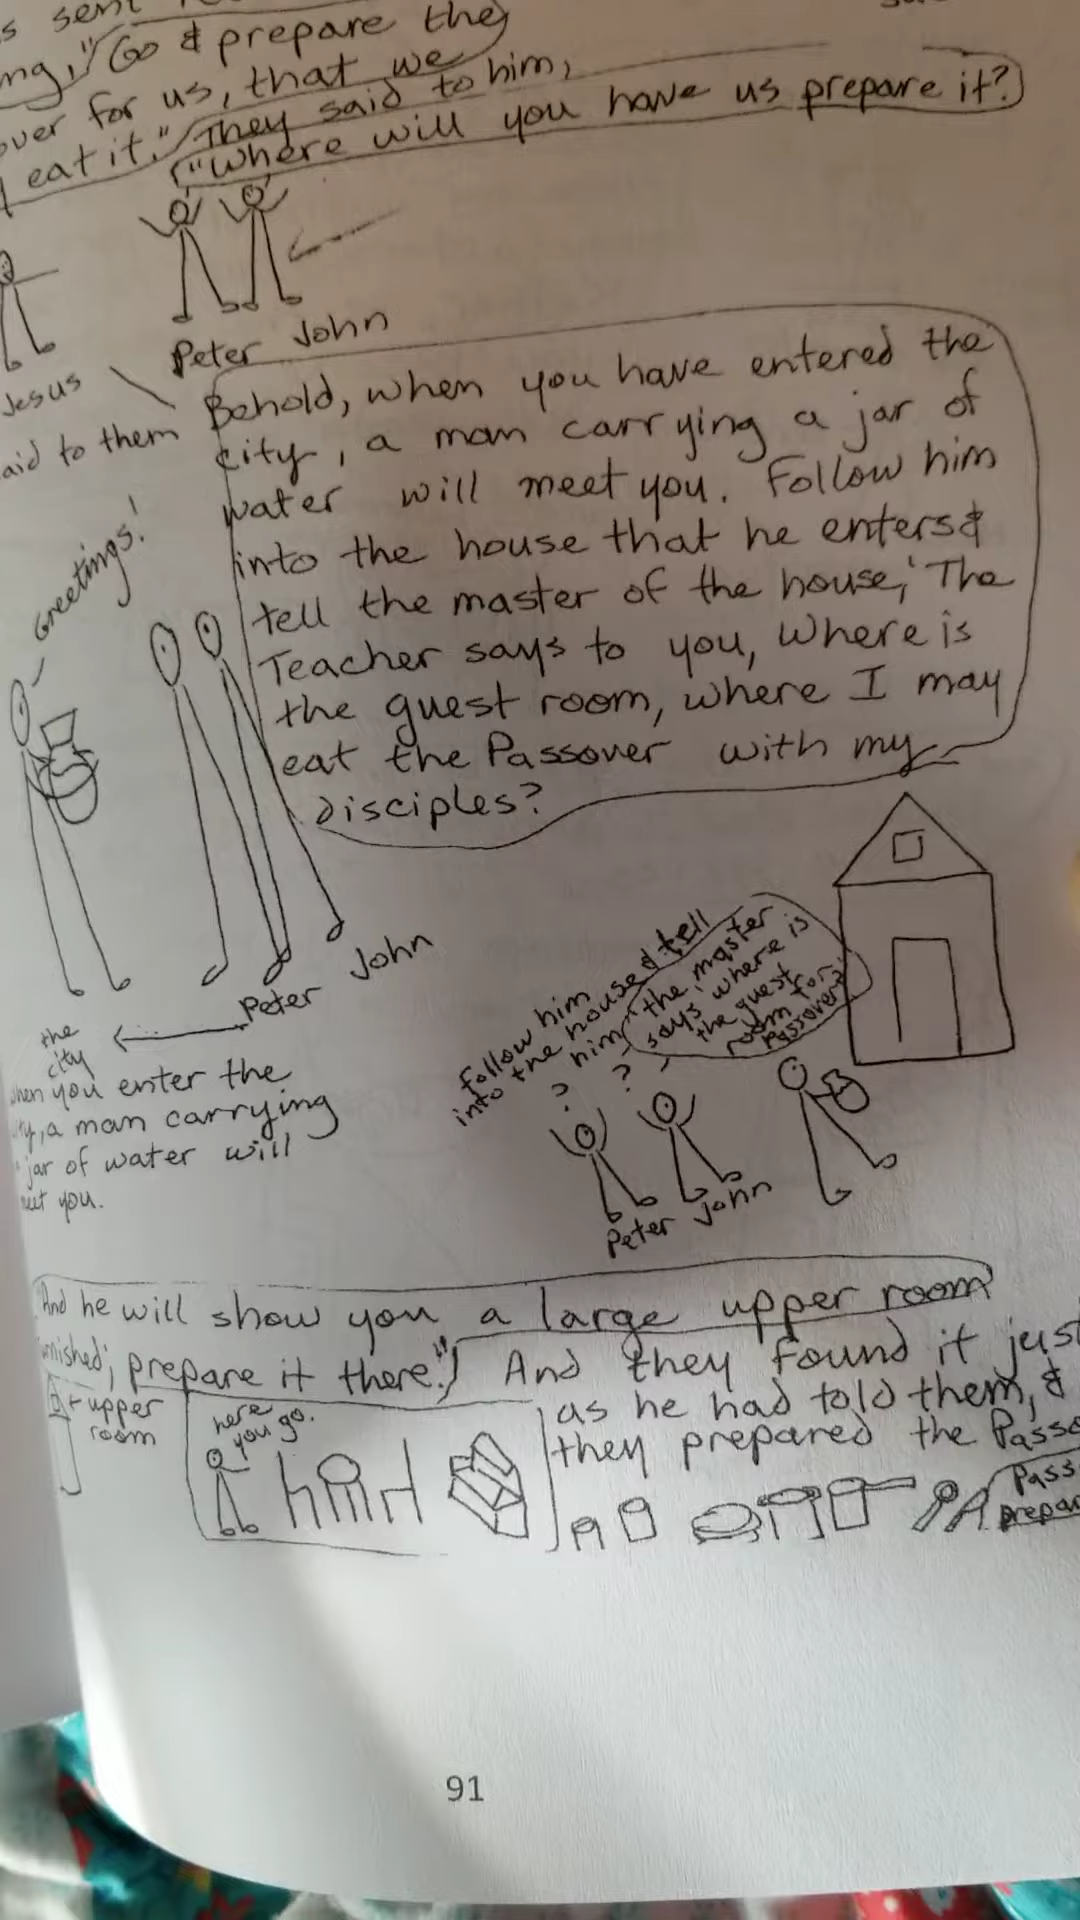 sent
Go & prepare the
over for us, that we
eat it." They said to him,
"Where will you have us prepare it?
Peter John
Jesus
aid to them
Behold, when you have entered the
city, a man carrying a jar of
water will meet you. Follow him
into the house that he enters &
tell the master of the house, 'The
Teacher says to you, Where is
the guest room, where I may
eat the Passover with my
disciples?
Greetings!
Peter John
the
city
when you enter the
a man carrying
jar of water will
you.
follow him
into the house & tell
him
"the master
says where is
the guest
room for
Passover?"
? ?
Peter John
And he will show you a large upper room
prepare it there." And they found it just
as he had told them, &
they prepared the Passo
upper
room
here
you go.
Pass
prepar
91